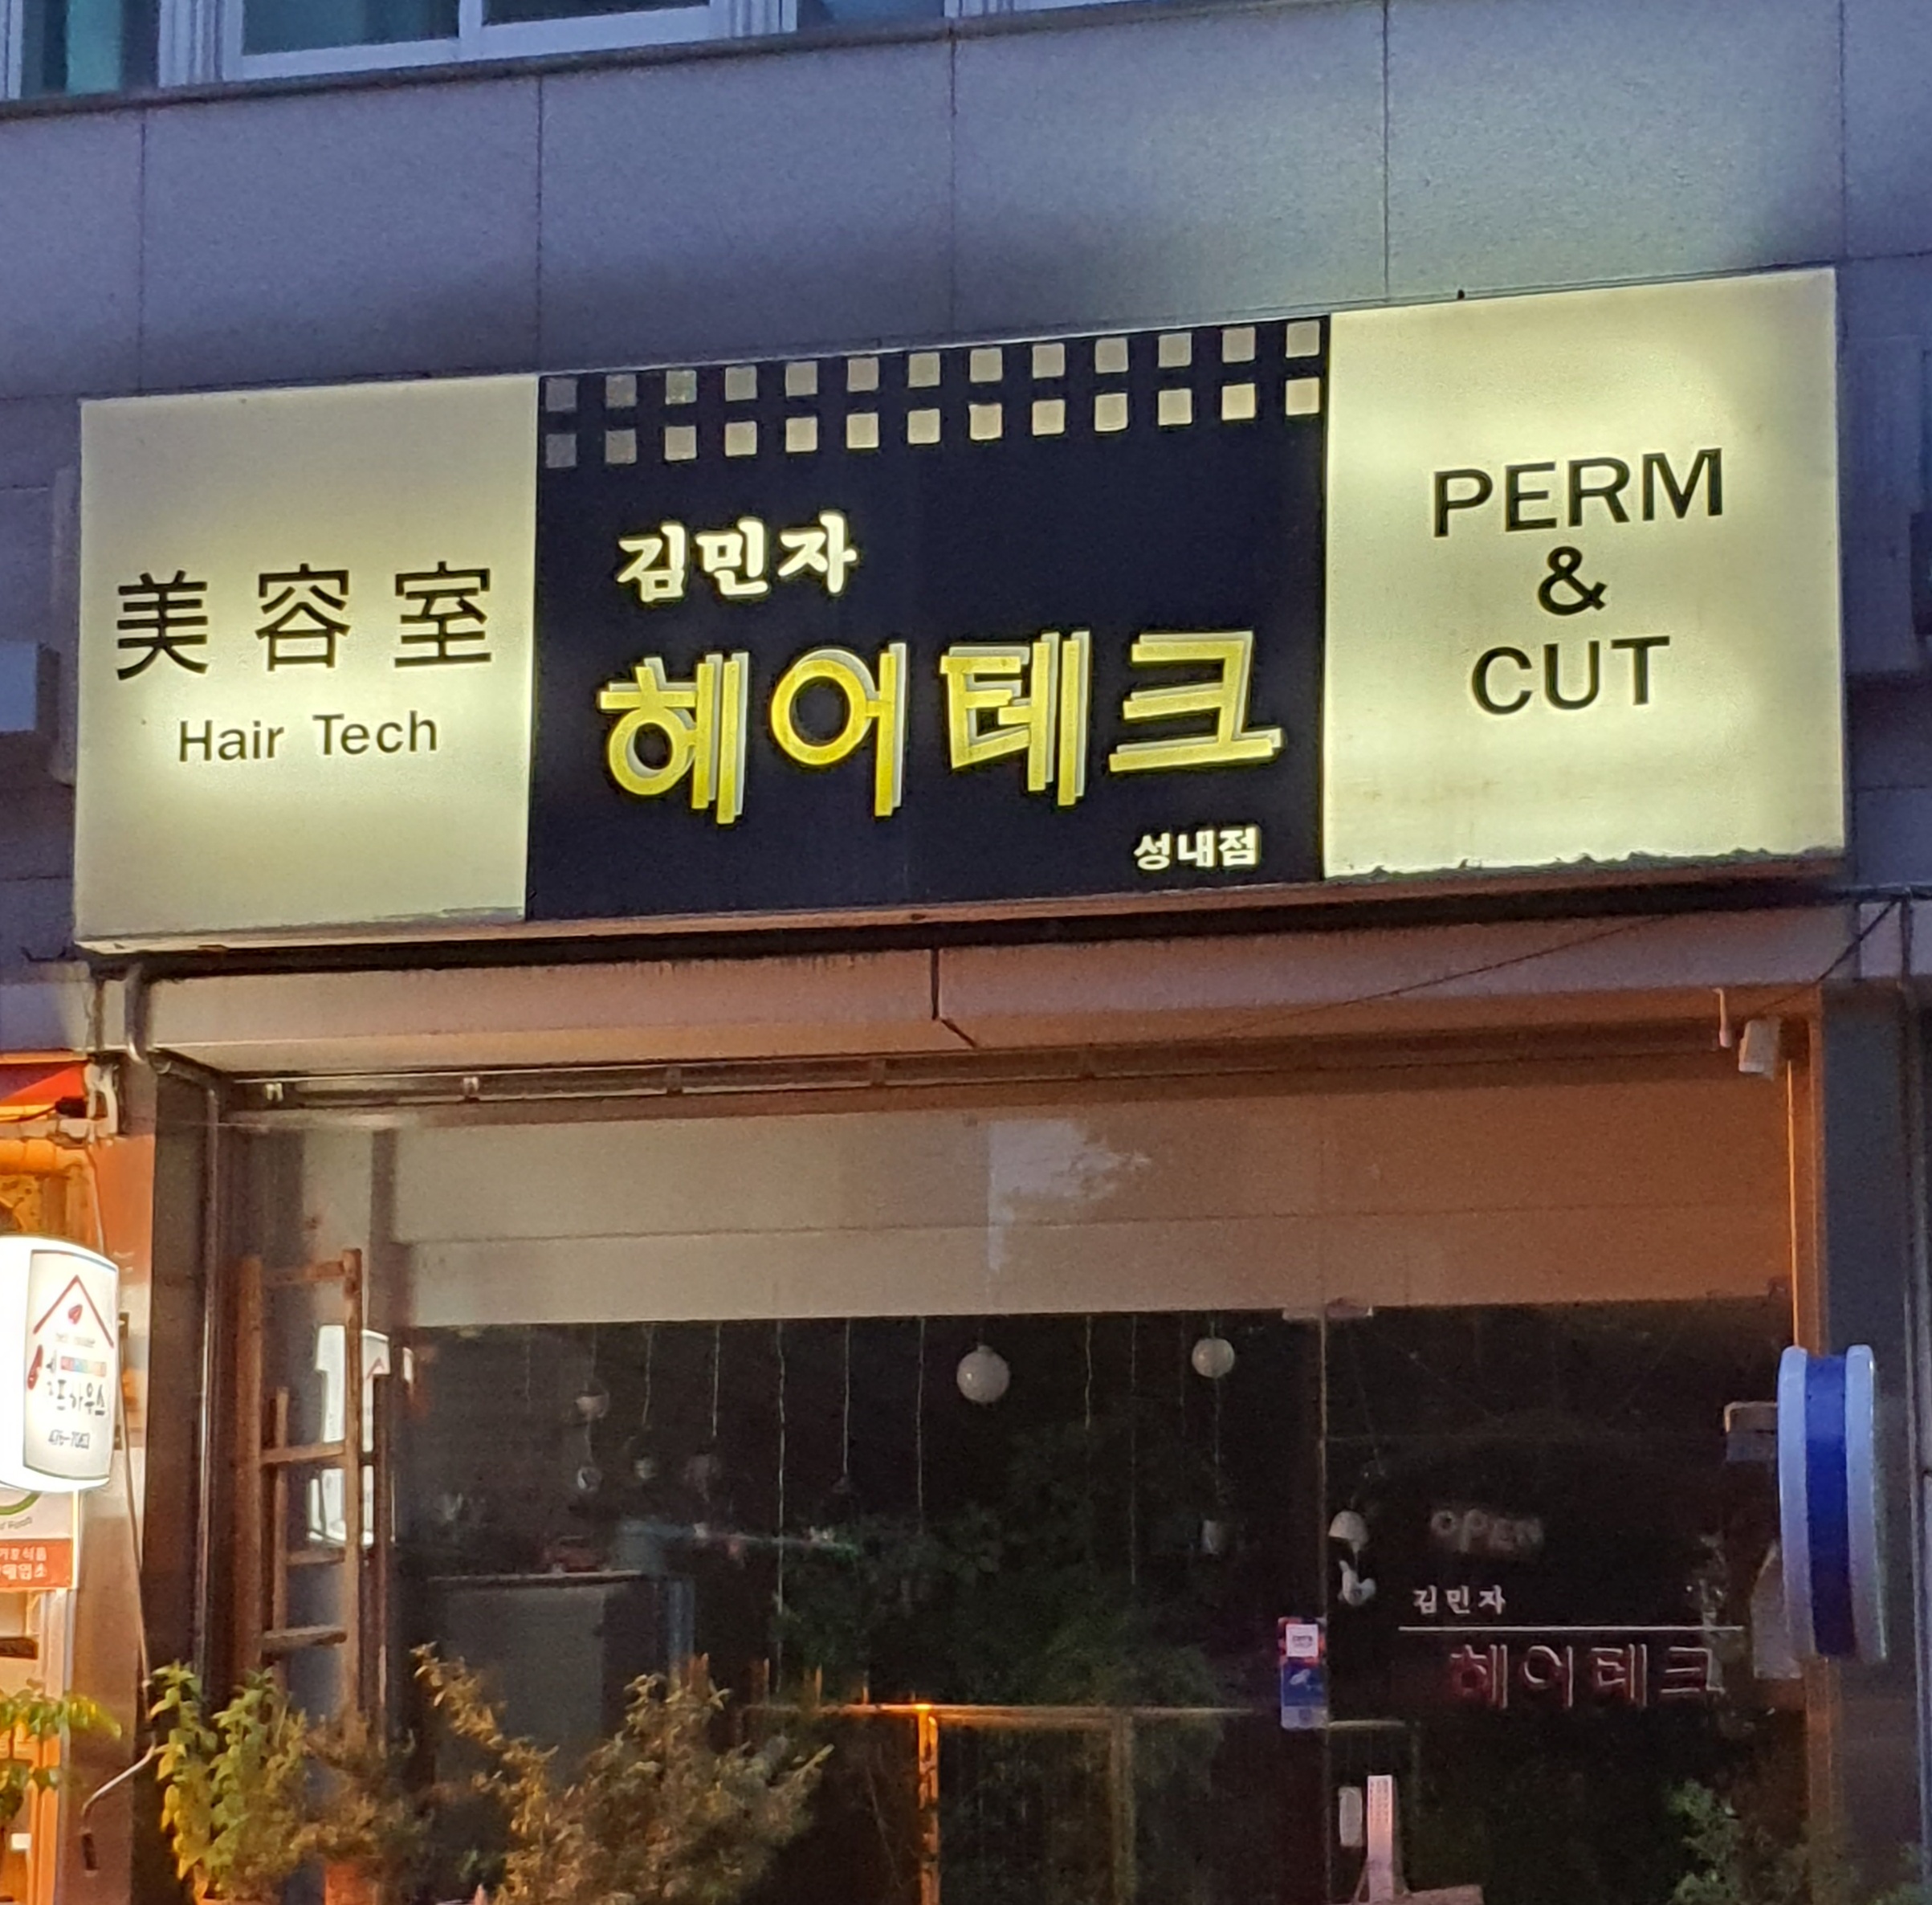 美容室
Hair Tech
김민자
헤어테크
성내점
PERM
&
CUT
OPEN
김민자
헤어테크